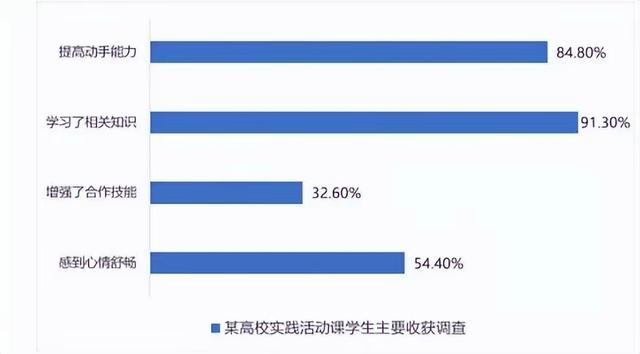 提高动手能力 84.80%
学习了相关知识 91.30%
增强了合作技能 32.60%
感到心情舒畅 54.40%
某高校实践活动课学生主要收获调查